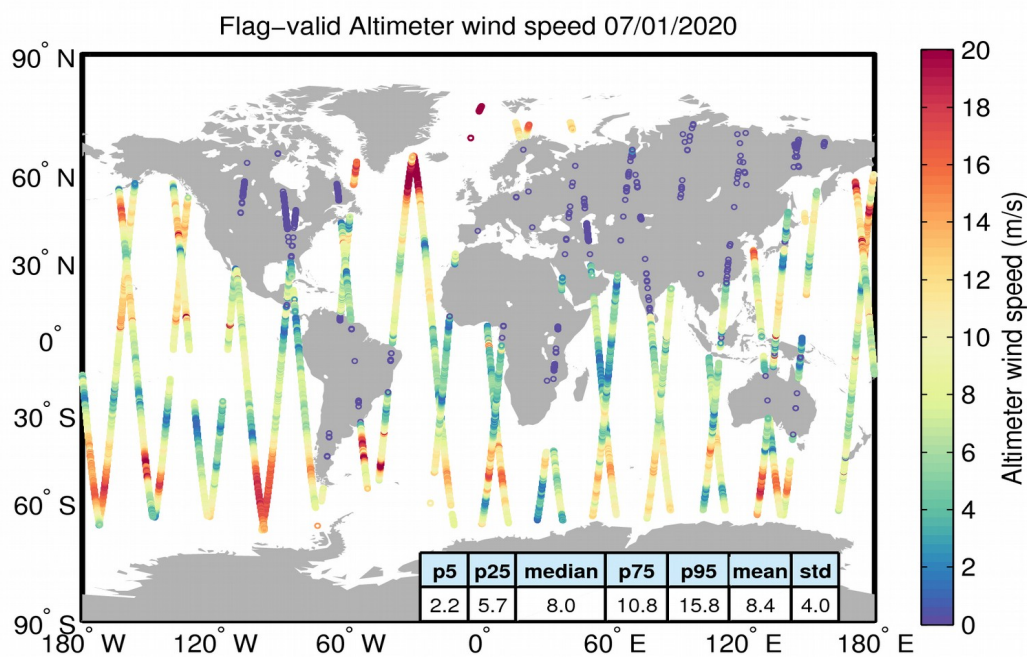 Flag−valid Altimeter wind speed 07/01/2020
90° N
60° N
30° N
0°
30° S
60° S
90° S
180° W
120° W
60° W
0°
60° E
120° E
180° E
p5 p25 median p75 p95 mean std
2.2 5.7 8.0 10.8 15.8 8.4 4.0
20
18
16
14
12
10
8
6
4
2
0
Altimeter wind speed (m/s)